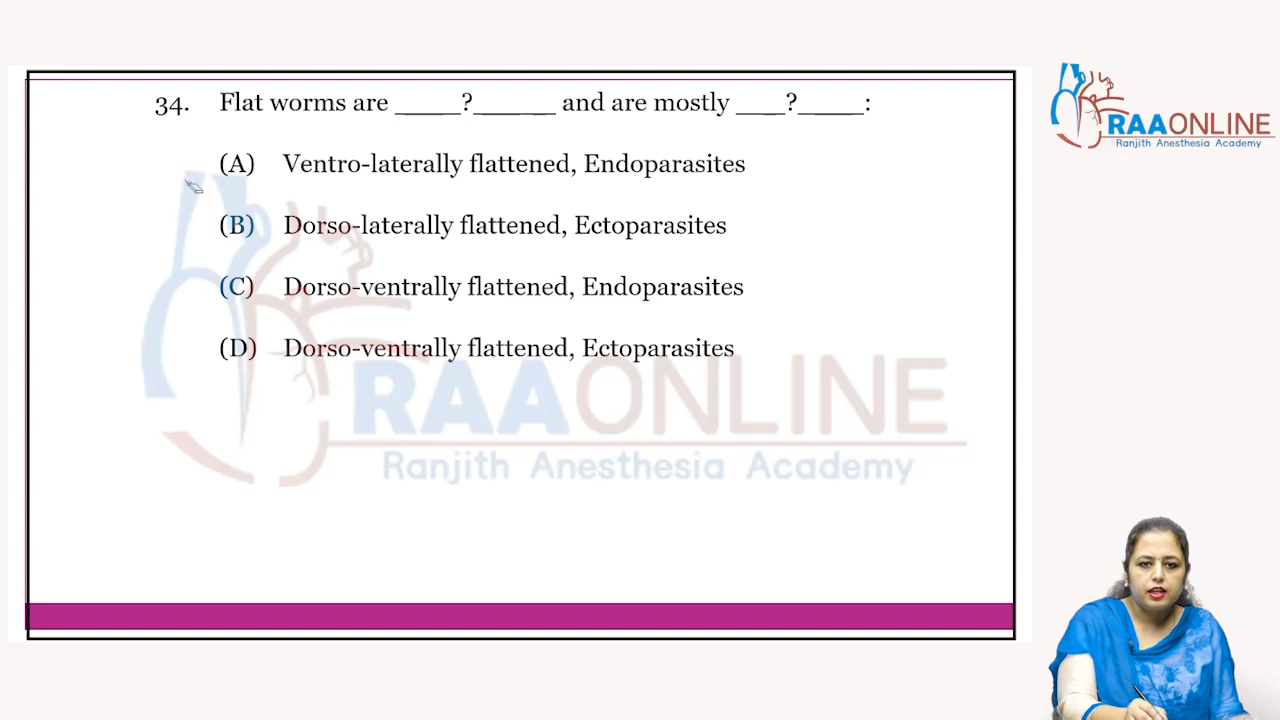 34. Flat worms are _____?______ and are mostly ____?_____:
(A) Ventro-laterally flattened, Endoparasites
(B) Dorso-laterally flattened, Ectoparasites
(C) Dorso-ventrally flattened, Endoparasites
(D) Dorso-ventrally flattened, Ectoparasites
RAAONLINE
Ranjith Anesthesia Academy
RAAONLINE
Ranjith Anesthesia Academy